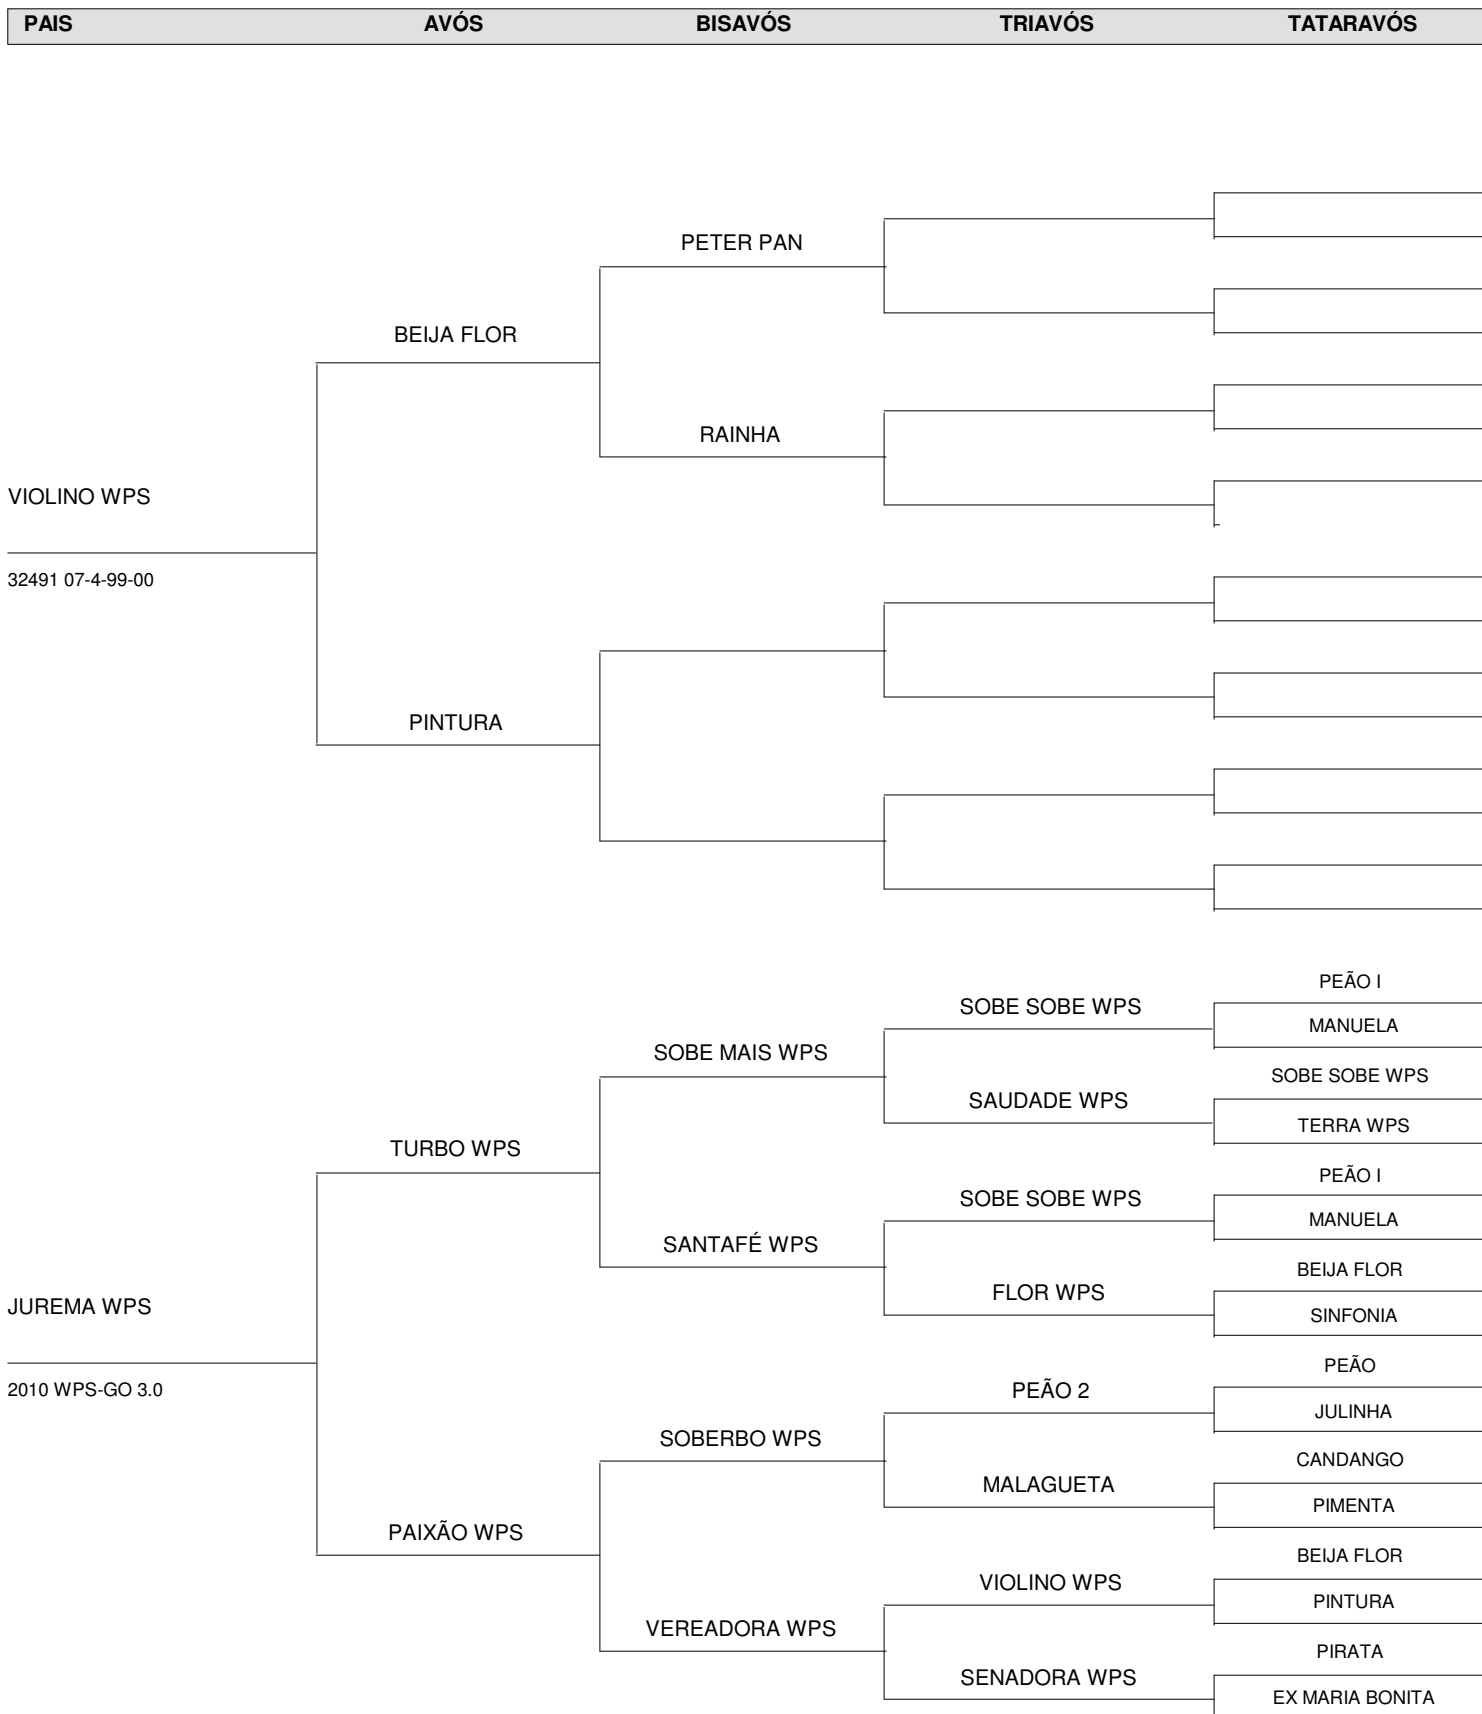 PAIS AVÓS BISAVÓS TRIAVÓS TATARAVÓS
PETER PAN
BEIJA FLOR
RAINHA
VIOLINO WPS
32491 07-4-99-00
PINTURA
PEÃO I
SOBE SOBE WPS
MANUELA
SOBE MAIS WPS
SOBE SOBE WPS
SAUDADE WPS
TERRA WPS
TURBO WPS
PEÃO I
SOBE SOBE WPS
MANUELA
SANTAFÉ WPS
BEIJA FLOR
FLOR WPS
JUREMA WPS
SINFONIA
PEÃO
2010 WPS-GO 3.0
PEÃO 2
JULINHA
SOBERBO WPS
CANDANGO
MALAGUETA
PIMENTA
PAIXÃO WPS
BEIJA FLOR
VIOLINO WPS
PINTURA
VEREADORA WPS
PIRATA
SENADORA WPS
EX MARIA BONITA